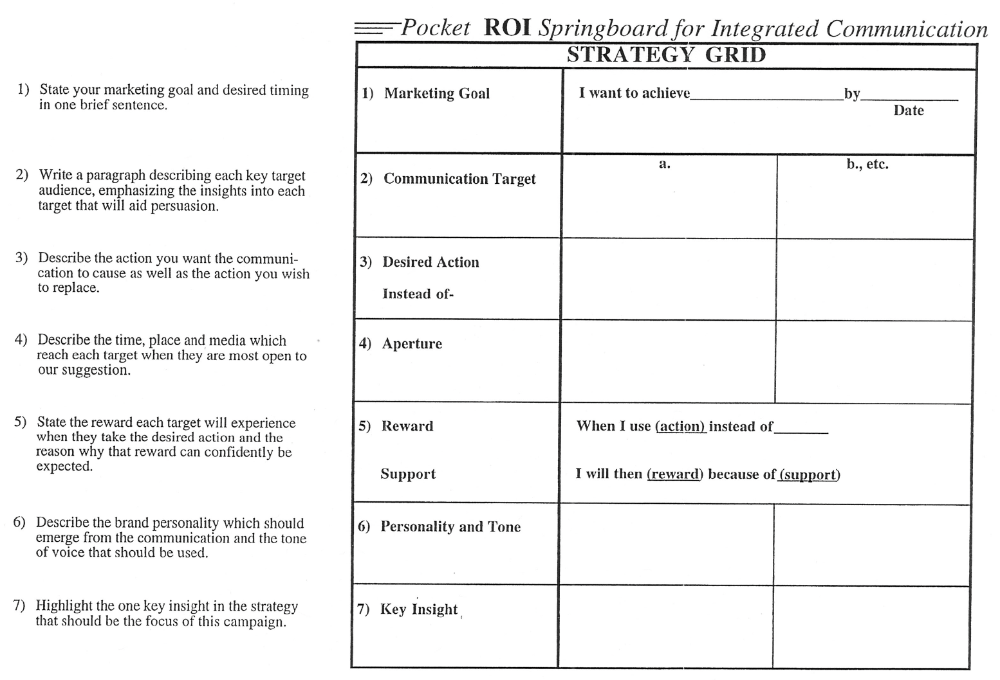 Pocket ROI Springboard for Integrated Communication
STRATEGY GRID
1) State your marketing goal and desired timing
in one brief sentence.
1) Marketing Goal
I want to achieve____________________by____________
Date
a.
b., etc.
2) Write a paragraph describing each key target
audience, emphasizing the insights into each
target that will aid persuasion.
2) Communication Target
3) Describe the action you want the communi-
cation to cause as well as the action you wish
to replace.
3) Desired Action
Instead of-
4) Describe the time, place and media which
reach each target when they are most open to
our suggestion.
4) Aperture
5) State the reward each target will experience
when they take the desired action and the
reason why that reward can confidently be
expected.
5) Reward
Support
When I use (action) instead of_______
I will then (reward) because of (support)
6) Describe the brand personality which should
emerge from the communication and the tone
of voice that should be used.
6) Personality and Tone
7) Highlight the one key insight in the strategy
that should be the focus of this campaign.
7) Key Insight